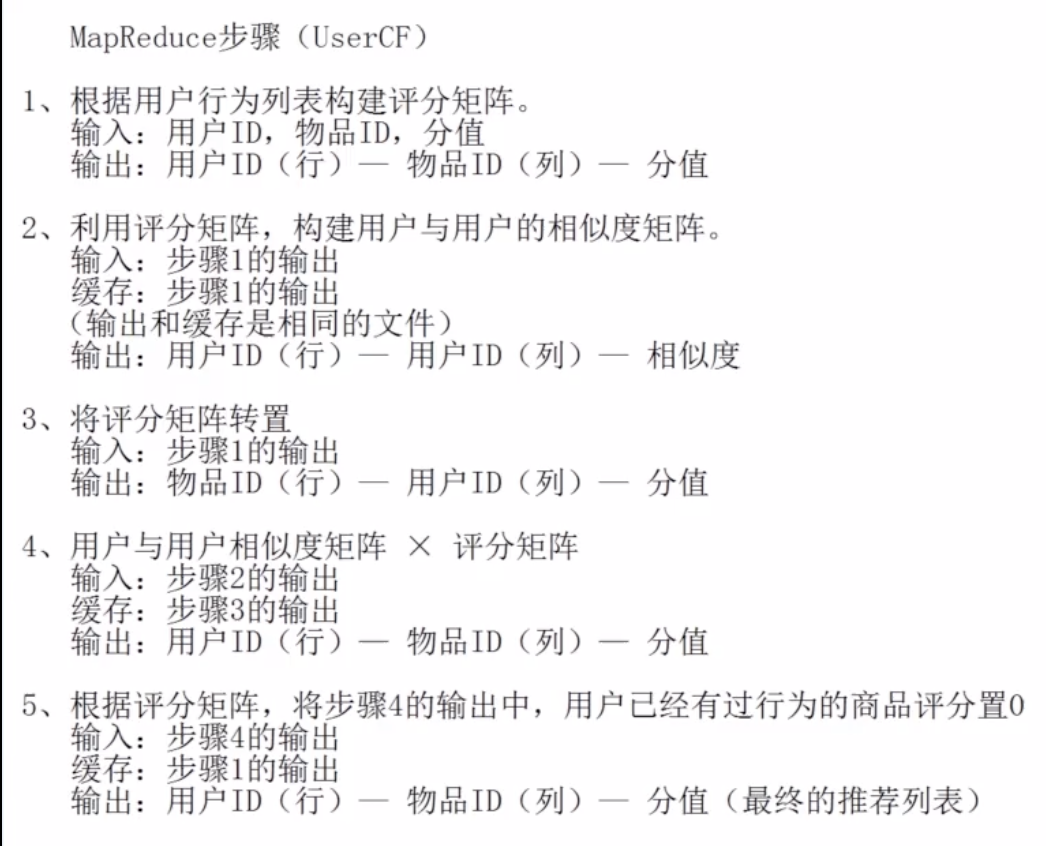 MapReduce步骤（UserCF）
1、根据用户行为列表构建评分矩阵。
输入：用户ID，物品ID，分值
输出：用户ID（行）— 物品ID（列）— 分值
2、利用评分矩阵，构建用户与用户的相似度矩阵。
输入：步骤1的输出
缓存：步骤1的输出
（输出和缓存是相同的文件）
输出：用户ID（行）— 用户ID（列）— 相似度
3、将评分矩阵转置
输入：步骤1的输出
输出：物品ID（行）— 用户ID（列）— 分值
4、用户与用户相似度矩阵 × 评分矩阵
输入：步骤2的输出
缓存：步骤3的输出
输出：用户ID（行）— 物品ID（列）— 分值
5、根据评分矩阵，将步骤4的输出中，用户已经有过行为的商品评分置0
输入：步骤4的输出
缓存：步骤1的输出
输出：用户ID（行）— 物品ID（列）— 分值（最终的推荐列表）